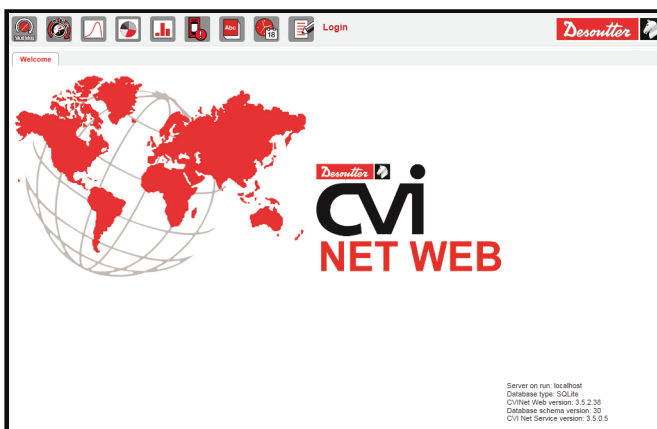 Abc
18
Login
Desoutter
Welcome
Desoutter
CVi
NET WEB
Server on run: localhost
Database type: SQLite
CVINet Web version: 3.5.2.38
Database schema version: 30
CVI Net Service version: 3.5.0.5